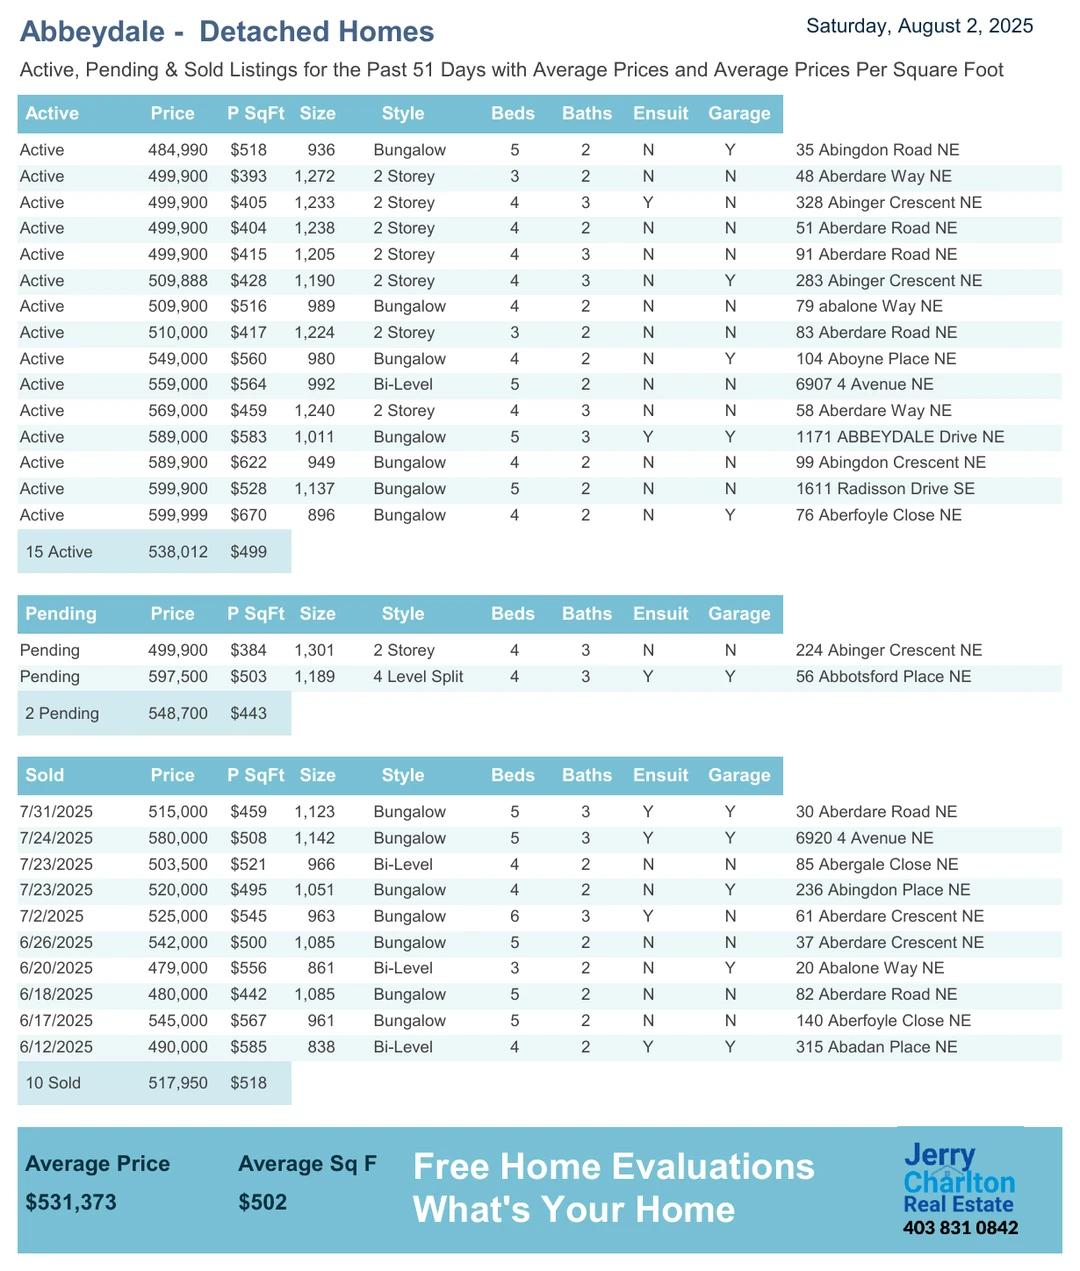 Abbeydale - Detached Homes
Saturday, August 2, 2025
Active, Pending & Sold Listings for the Past 51 Days with Average Prices and Average Prices Per Square Foot
Active Price P SqFt Size Style Beds Baths Ensuit Garage
Active 484,990 $518 936 Bungalow 5 2 N Y 35 Abingdon Road NE
Active 499,900 $393 1,272 2 Storey 3 2 N N 48 Aberdare Way NE
Active 499,900 $405 1,233 2 Storey 4 3 Y N 328 Abinger Crescent NE
Active 499,900 $404 1,238 2 Storey 4 2 N N 51 Aberdare Road NE
Active 499,900 $415 1,205 2 Storey 4 3 N N 91 Aberdare Road NE
Active 509,888 $428 1,190 2 Storey 4 3 N Y 283 Abinger Crescent NE
Active 509,900 $516 989 Bungalow 4 2 N N 79 abalone Way NE
Active 510,000 $417 1,224 2 Storey 3 2 N N 83 Aberdare Road NE
Active 549,000 $560 980 Bungalow 4 2 N Y 104 Aboyne Place NE
Active 559,000 $564 992 Bi-Level 5 2 N N 6907 4 Avenue NE
Active 569,000 $459 1,240 2 Storey 4 3 N N 58 Aberdare Way NE
Active 589,000 $583 1,011 Bungalow 5 3 Y Y 1171 ABBEYDALE Drive NE
Active 589,900 $622 949 Bungalow 4 2 N N 99 Abingdon Crescent NE
Active 599,900 $528 1,137 Bungalow 5 2 N N 1611 Radisson Drive SE
Active 599,999 $670 896 Bungalow 4 2 N Y 76 Aberfoyle Close NE
15 Active 538,012 $499
Pending Price P SqFt Size Style Beds Baths Ensuit Garage
Pending 499,900 $384 1,301 2 Storey 4 3 N N 224 Abinger Crescent NE
Pending 597,500 $503 1,189 4 Level Split 4 3 Y Y 56 Abbotsford Place NE
2 Pending 548,700 $443
Sold Price P SqFt Size Style Beds Baths Ensuit Garage
7/31/2025 515,000 $459 1,123 Bungalow 5 3 Y Y 30 Aberdare Road NE
7/24/2025 580,000 $508 1,142 Bungalow 5 3 Y Y 6920 4 Avenue NE
7/23/2025 503,500 $521 966 Bi-Level 4 2 N N 85 Abergale Close NE
7/23/2025 520,000 $495 1,051 Bungalow 4 2 N Y 236 Abingdon Place NE
7/2/2025 525,000 $545 963 Bungalow 6 3 Y N 61 Aberdare Crescent NE
6/26/2025 542,000 $500 1,085 Bungalow 5 2 N N 37 Aberdare Crescent NE
6/20/2025 479,000 $556 861 Bi-Level 3 2 N Y 20 Abalone Way NE
6/18/2025 480,000 $442 1,085 Bungalow 5 2 N N 82 Aberdare Road NE
6/17/2025 545,000 $567 961 Bungalow 5 2 N N 140 Aberfoyle Close NE
6/12/2025 490,000 $585 838 Bi-Level 4 2 Y Y 315 Abadan Place NE
10 Sold 517,950 $518
Average Price Average Sq F
$531,373 $502
Free Home Evaluations
What's Your Home
Jerry
Charlton
Real Estate
403 831 0842